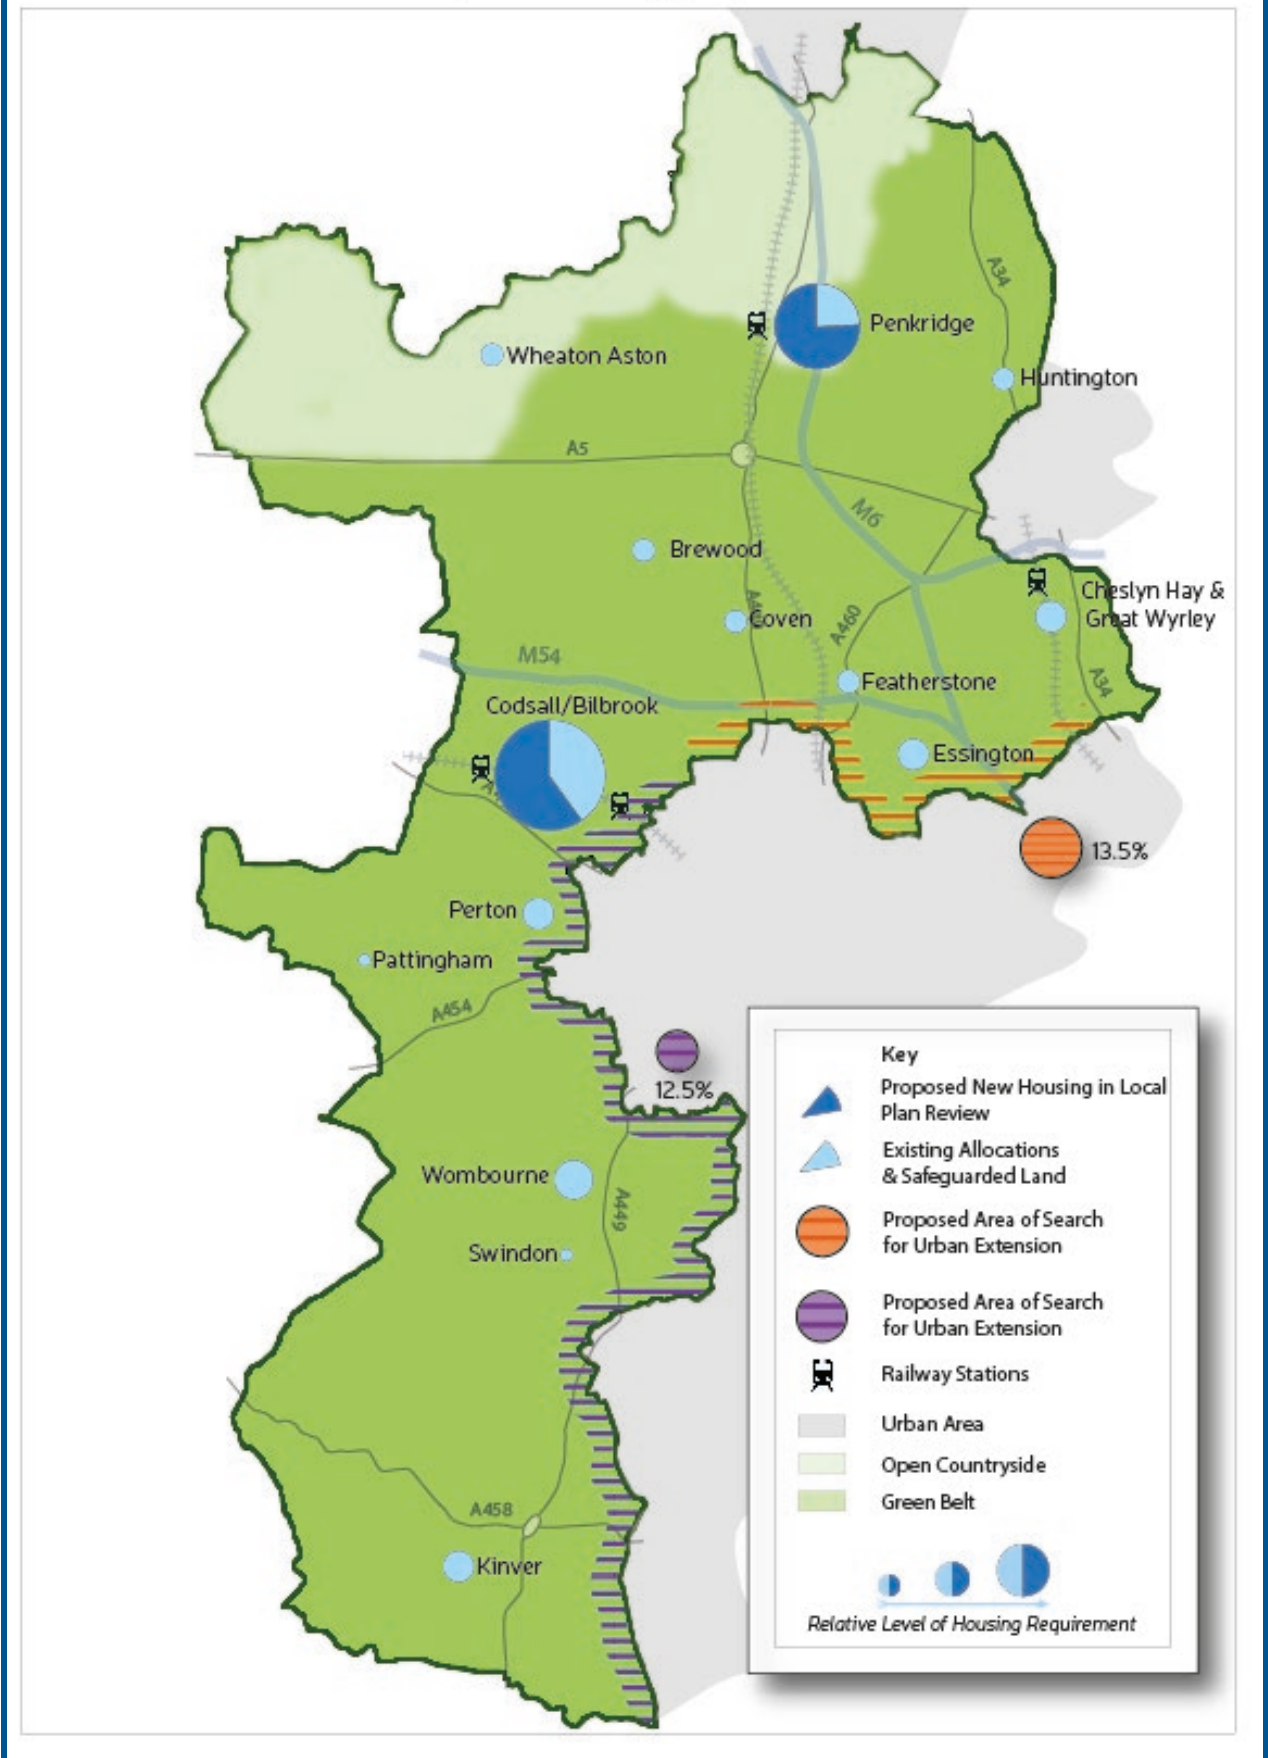 Penkridge
A34
Wheaton Aston
Huntington
A5
M6
Brewood
Cheslyn Hay &
Great Wyrley
Coven
A460
M54
Featherstone
A34
Codsall/Bilbrook
Essington
13.5%
Perton
Pattingham
A454
12.5%
Wombourne
A449
Swindon
A458
Kinver
Key
Proposed New Housing in Local
Plan Review
Existing Allocations
& Safeguarded Land
Proposed Area of Search
for Urban Extension
Proposed Area of Search
for Urban Extension
Railway Stations
Urban Area
Open Countryside
Green Belt
Relative Level of Housing Requirement